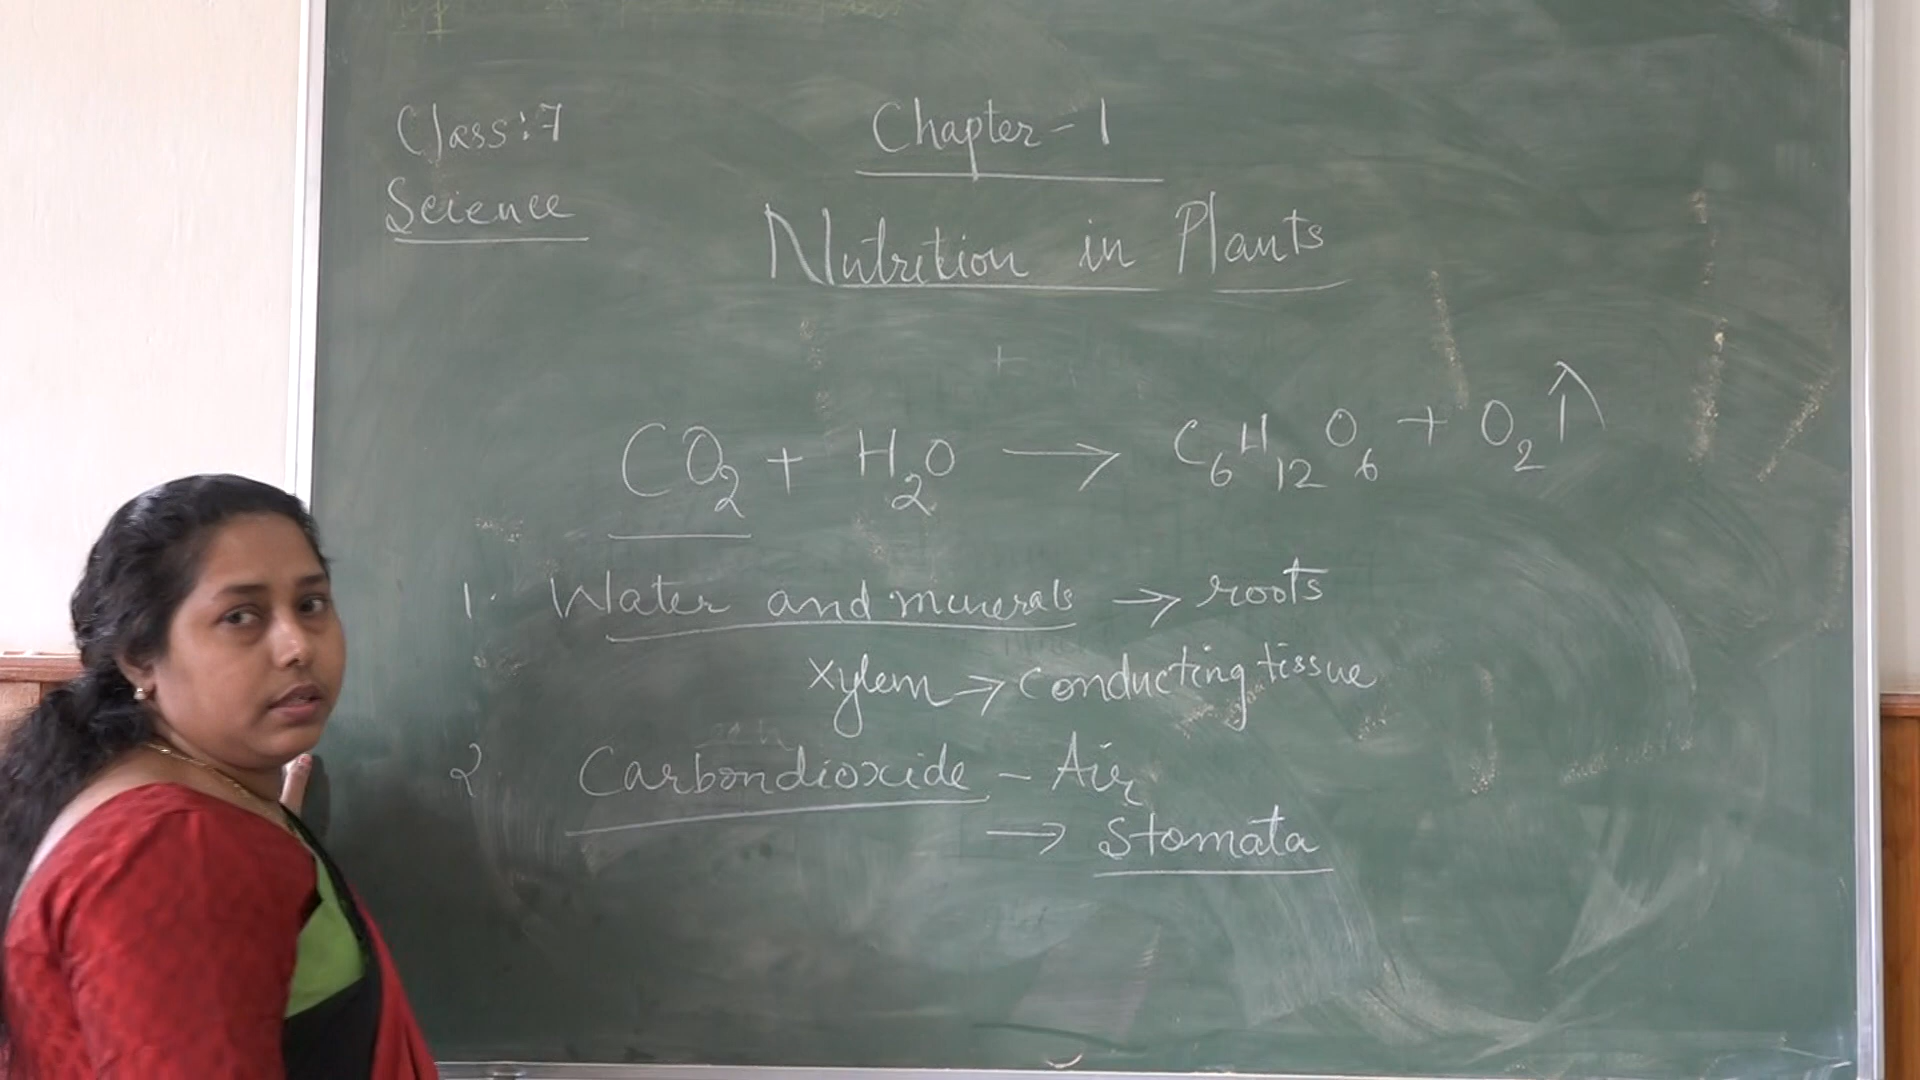 Class: 7
Science
Chapter - 1
Nutrition in Plants
CO2 + H2O → C6H12O6 + O2 ↑
1. Water and minerals → roots
xylem → conducting tissue
2. Carbondioxide - Air
→ Stomata